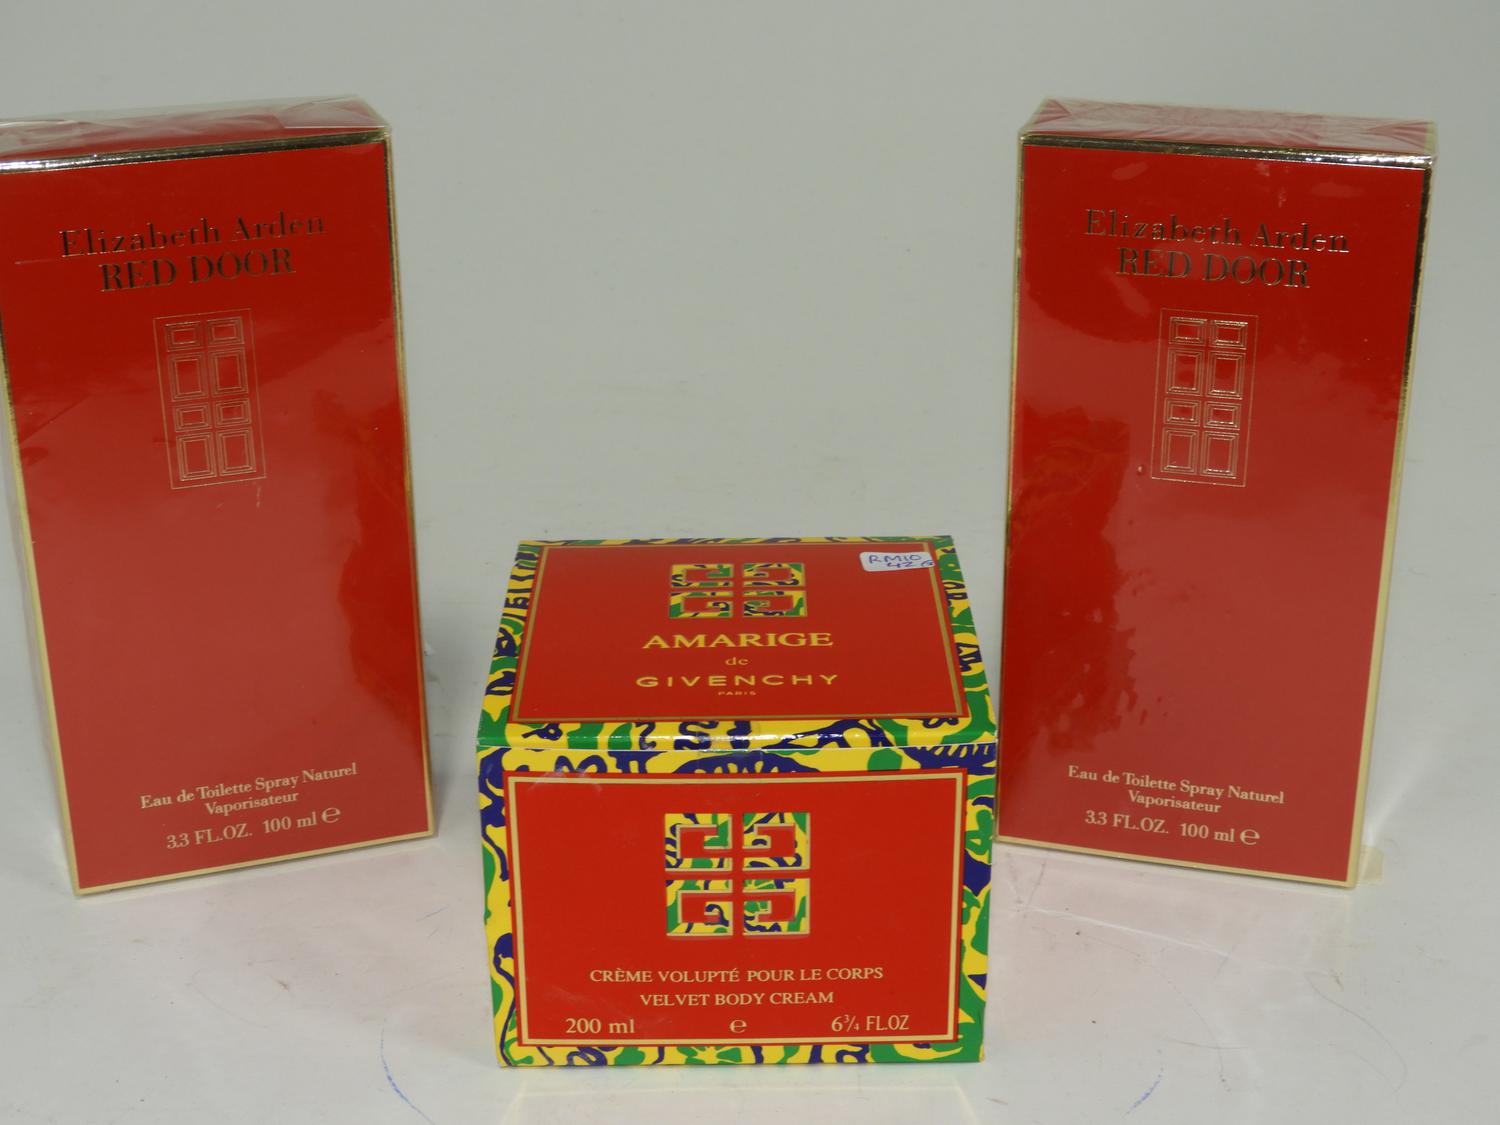 Elizabeth Arden
RED DOOR
Eau de Toilette Spray Naturel
Vaporisateur
3.3 FL.OZ. 100 ml ℮
AMARIGE
de
GIVENCHY
PARIS
RM10
CRÈME VOLUPTÉ POUR LE CORPS
VELVET BODY CREAM
200 ml ℮ 6¾ FL.OZ
Elizabeth Arden
RED DOOR
Eau de Toilette Spray Naturel
Vaporisateur
3.3 FL.OZ. 100 ml ℮